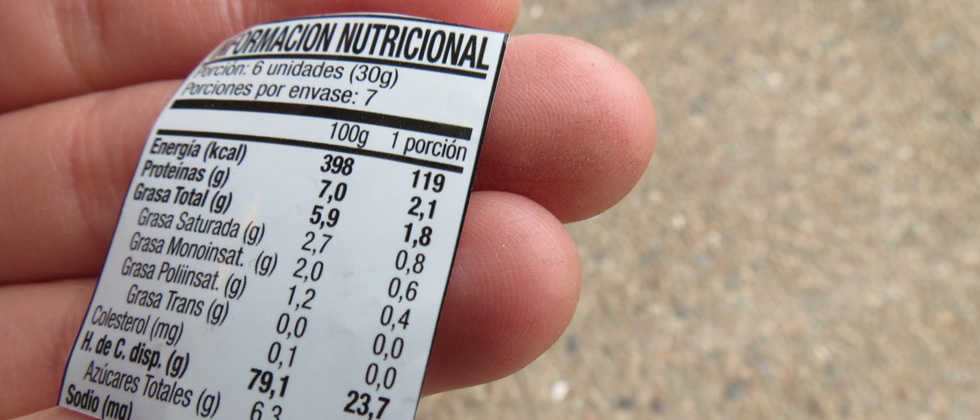 INFORMACION NUTRICIONAL
Porción: 6 unidades (30g)
Porciones por envase: 7
100g 1 porción
Energía (kcal) 398 119
Proteínas (g) 7,0 2,1
Grasa Total (g) 5,9 1,8
Grasa Saturada (g) 2,7 0,8
Grasa Monoinsat. (g) 2,0 0,6
Grasa Poliinsat. (g) 1,2 0,4
Grasa Trans (g) 0,0 0,0
Colesterol (mg) 0,1 0,0
H. de C. disp. (g) 79,1 23,7
Azúcares Totales (g) 6,3
Sodio (mg)